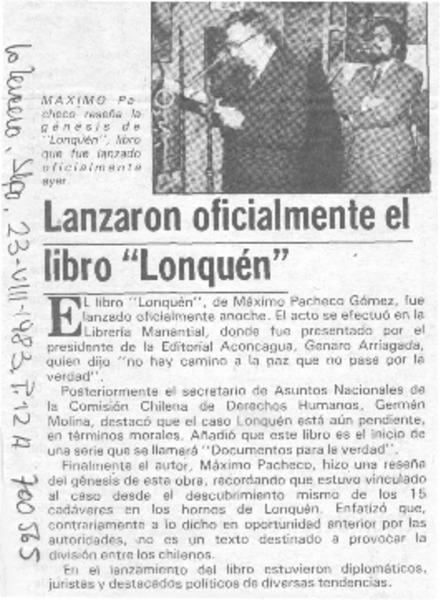 MAXIMO Pa-
checo reseña la
génesis de
"Lonquén", libro
que fue lanzado
oficialmente
ayer.
Lanzaron oficialmente el
libro "Lonquén"
EL libro "Lonquén", de Máximo Pacheco Gómez, fue
lanzado oficialmente anoche. El acto se efectuó en la
Librería Manantial, donde fue presentado por el
presidente de la Editorial Aconcagua, Genaro Arriagada,
quien dijo "no hay camino a la paz que no pase por la
verdad".
Posteriormente el secretario de Asuntos Nacionales de
la Comisión Chilena de Derechos Humanos, Germán
Molina, destacó que el caso Lonquén está aún pendiente,
en términos morales. Añadió que este libro es el inicio de
una serie que se llamará "Documentos para la verdad".
Finalmente el autor, Máximo Pacheco, hizo una reseña
del génesis de esta obra, recordando que estuvo vinculado
al caso desde el descubrimiento mismo de los 15
cadáveres en los hornos de Lonquén. Enfatizó que,
contrariamente a lo dicho en oportunidad anterior por las
autoridades, no es un texto destinado a provocar la
división entre los chilenos.
En el lanzamiento del libro estuvieron diplomáticos,
juristas y destacados políticos de diversas tendencias.
La Tercera, Stgo, 23-VIII-1983, P. 12 A 700565